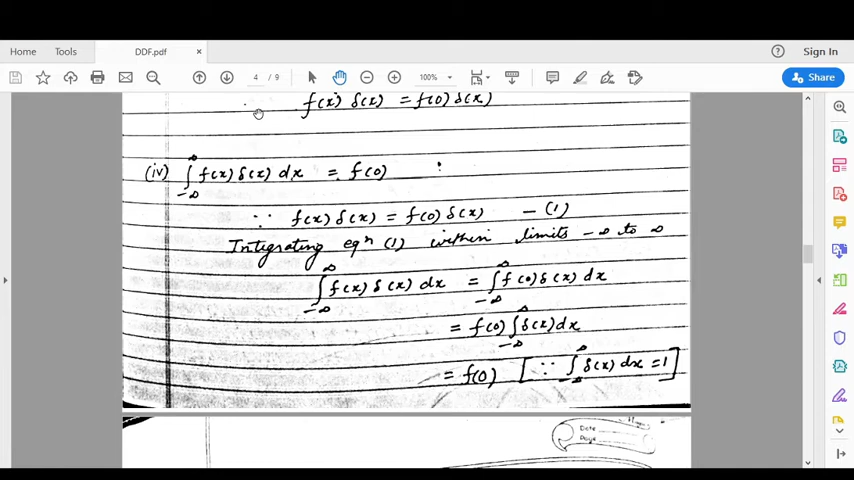 Home Tools DDF.pdf × Sign In
4 / 9 100% Share
f(x) δ(x) = f(0) δ(x)
(iv) ∫_{-∞}^{∞} f(x) δ(x) dx = f(0)
∵ f(x) δ(x) = f(0) δ(x) — (1)
Integrating eqⁿ (1) within limits -∞ to ∞
∫_{-∞}^{∞} f(x) δ(x) dx = ∫_{-∞}^{∞} f(0) δ(x) dx
= f(0) ∫_{-∞}^{∞} δ(x) dx
= f(0) [∵ ∫_{-∞}^{∞} δ(x) dx = 1]
Date
Page